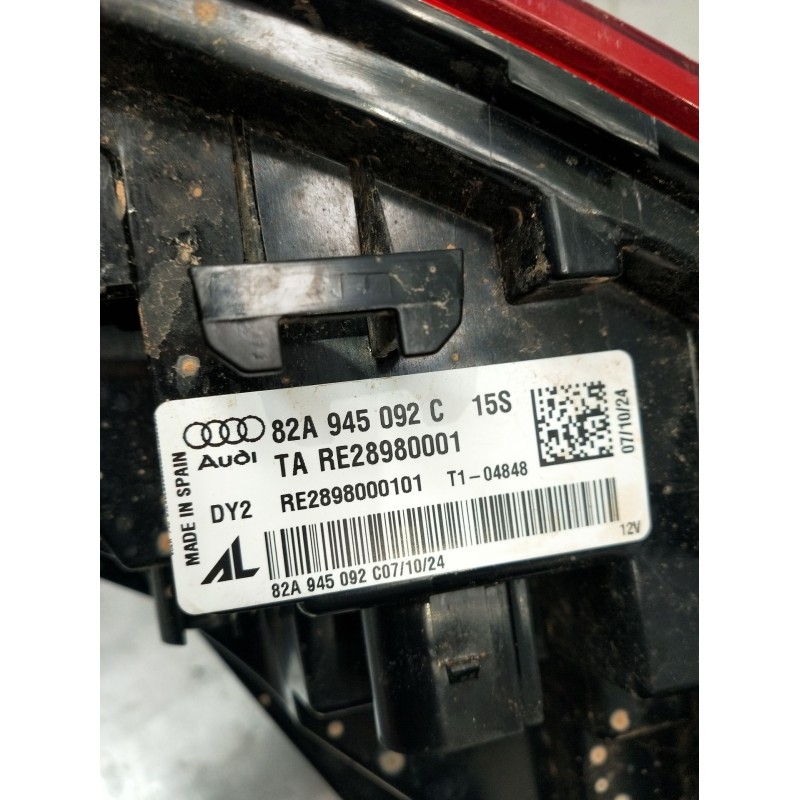 MADE IN SPAIN
Audi
82A 945 092 C 15S
TA RE28980001
DY2 RE2898000101 T1-04848
07/10/24
AL
82A 945 092 C07/10/24
12V